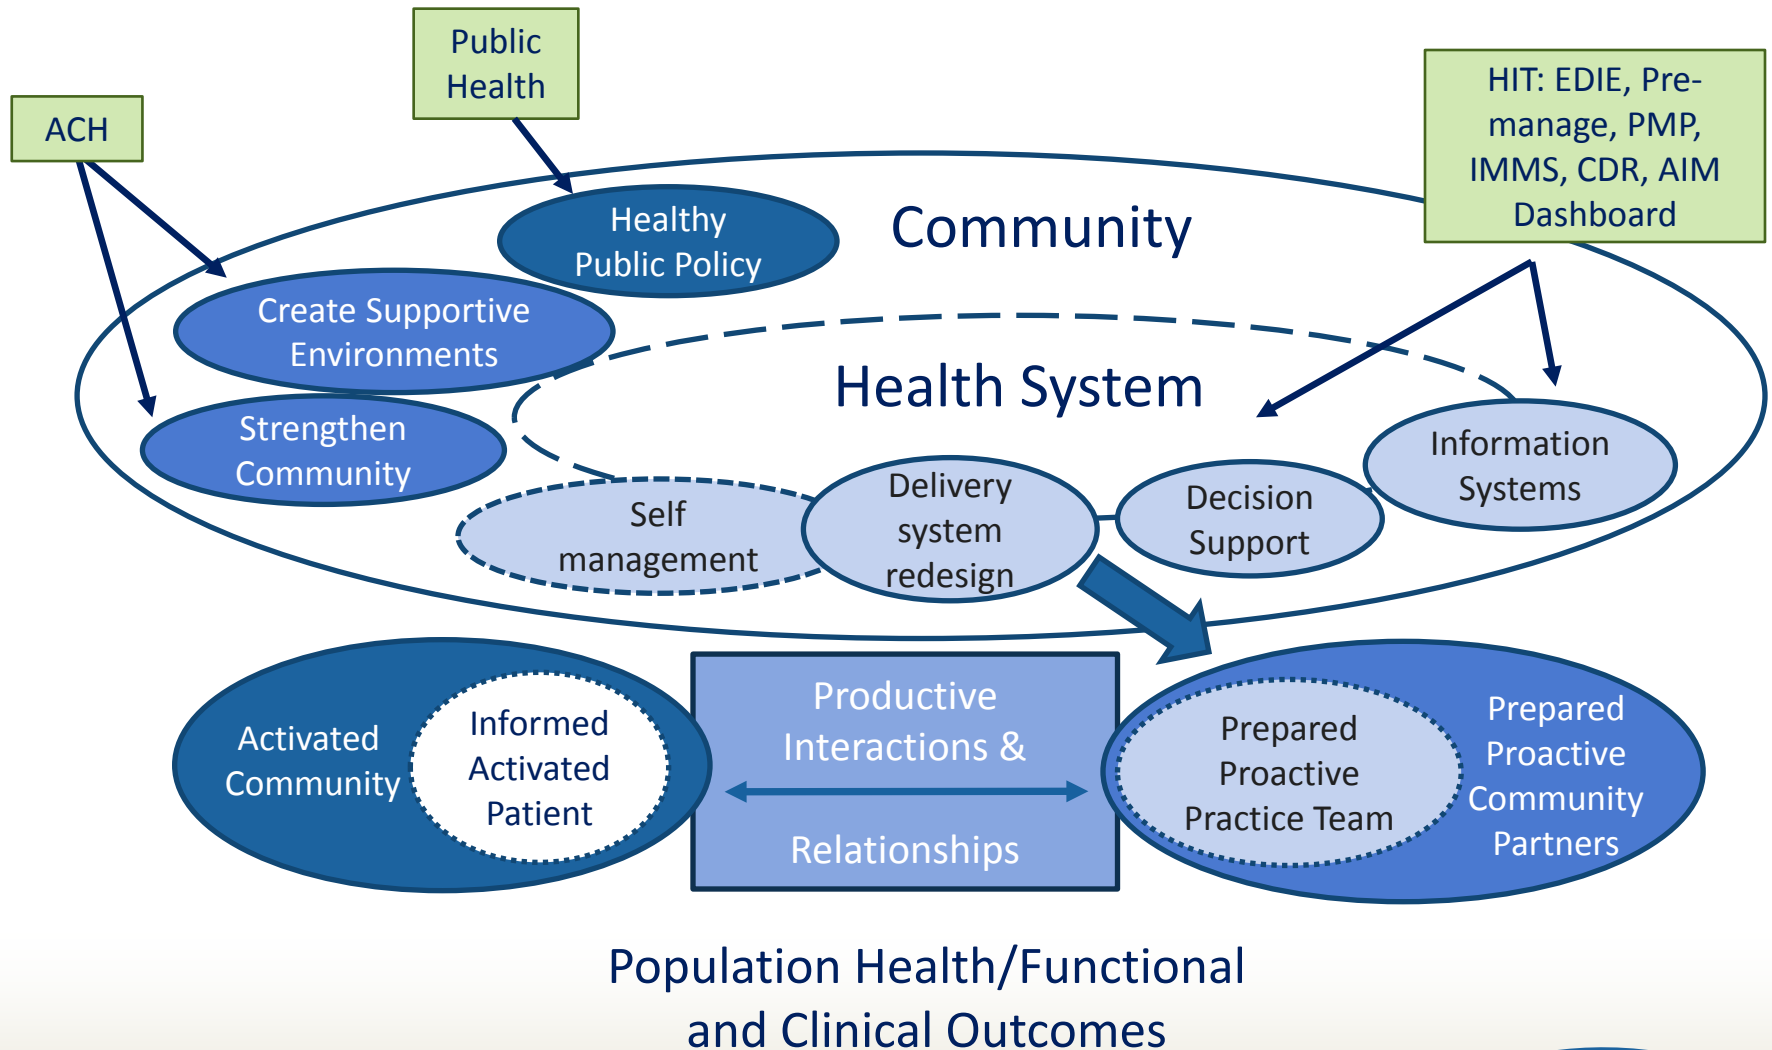 Public
Health
ACH
HIT: EDIE, Pre-
manage, PMP,
IMMS, CDR, AIM
Dashboard
Healthy
Public Policy
Community
Create Supportive
Environments
Health System
Strengthen
Community
Self
management
Delivery
system
redesign
Decision
Support
Information
Systems
Activated
Community
Informed
Activated
Patient
Productive
Interactions &
Relationships
Prepared
Proactive
Practice Team
Prepared
Proactive
Community
Partners
Population Health/Functional
and Clinical Outcomes